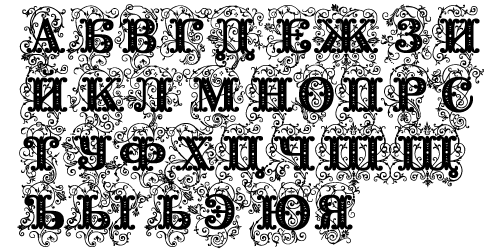 А Б В Г Д Е Ж З И
Й К Л М Н О П Р С
Т У Ф Х Ц Ч Ш Щ
Ъ Ы Ь Э Ю Я